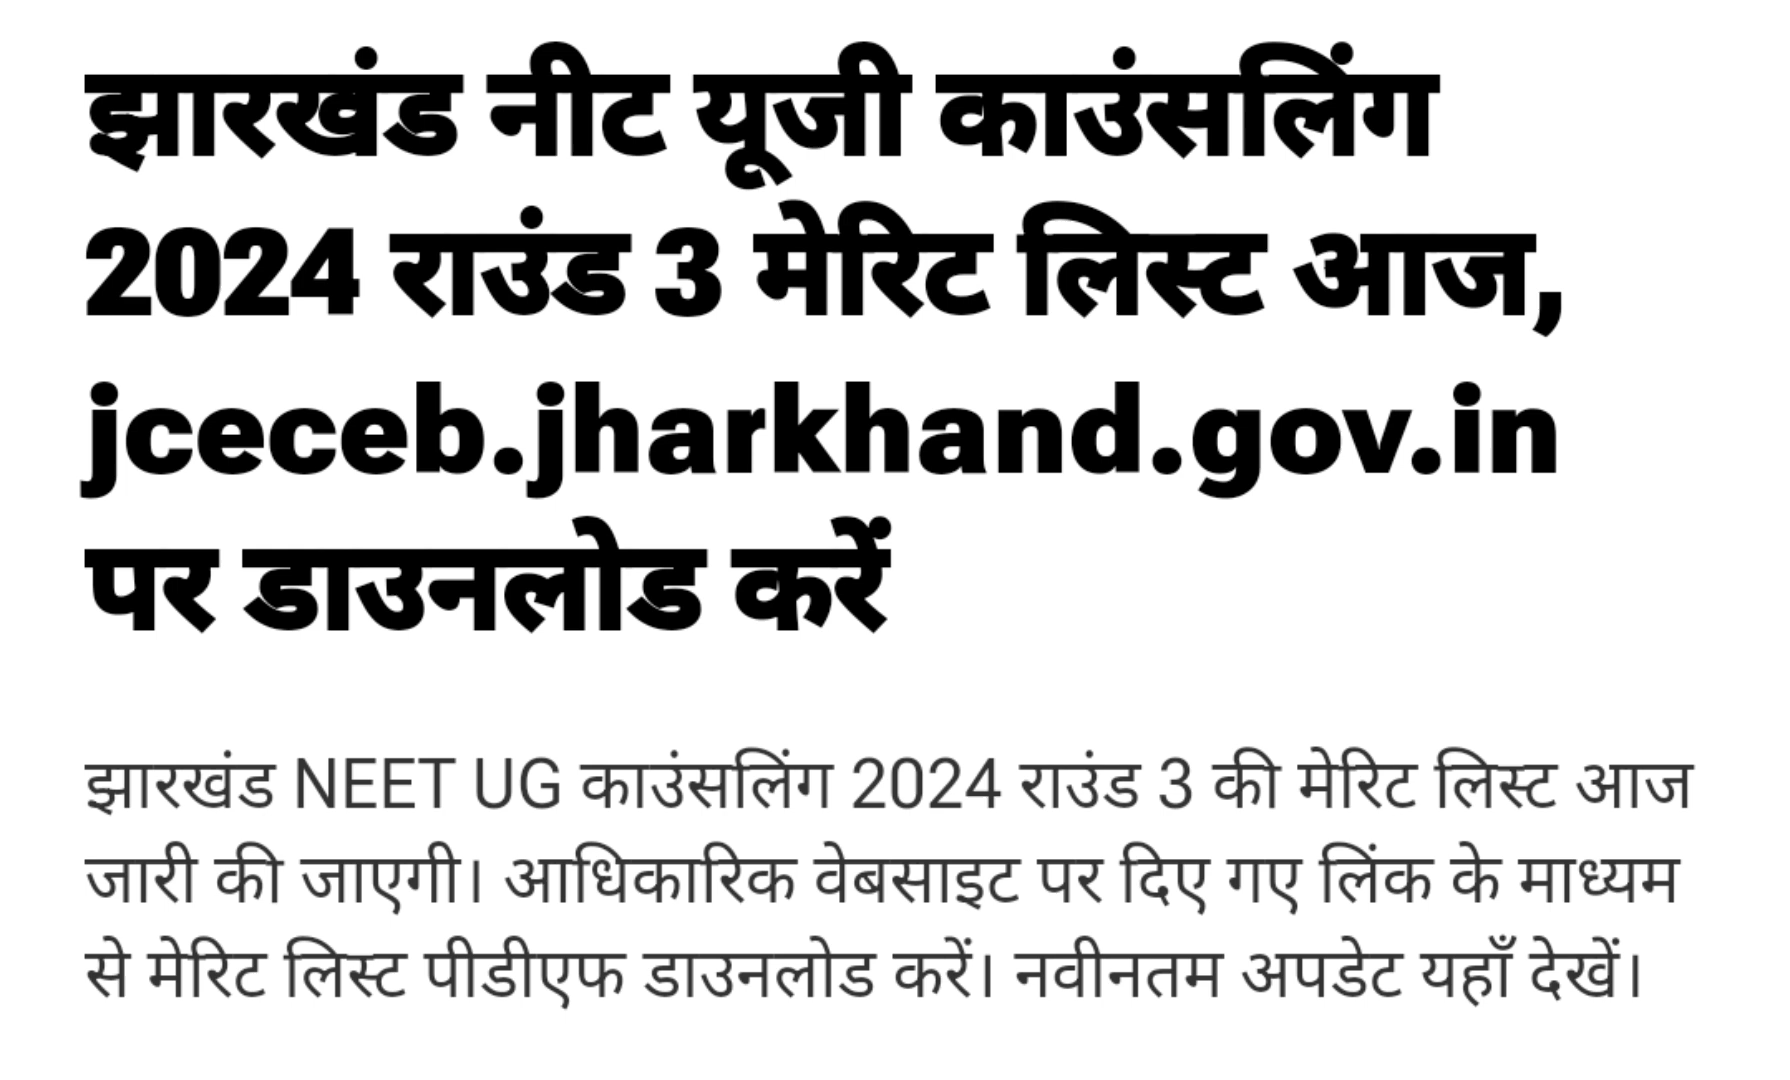 झारखंड नीट यूजी काउंसलिंग
2024 राउंड 3 मेरिट लिस्ट आज,
jceceb.jharkhand.gov.in
पर डाउनलोड करें
झारखंड NEET UG काउंसलिंग 2024 राउंड 3 की मेरिट लिस्ट आज
जारी की जाएगी। आधिकारिक वेबसाइट पर दिए गए लिंक के माध्यम
से मेरिट लिस्ट पीडीएफ डाउनलोड करें। नवीनतम अपडेट यहाँ देखें।